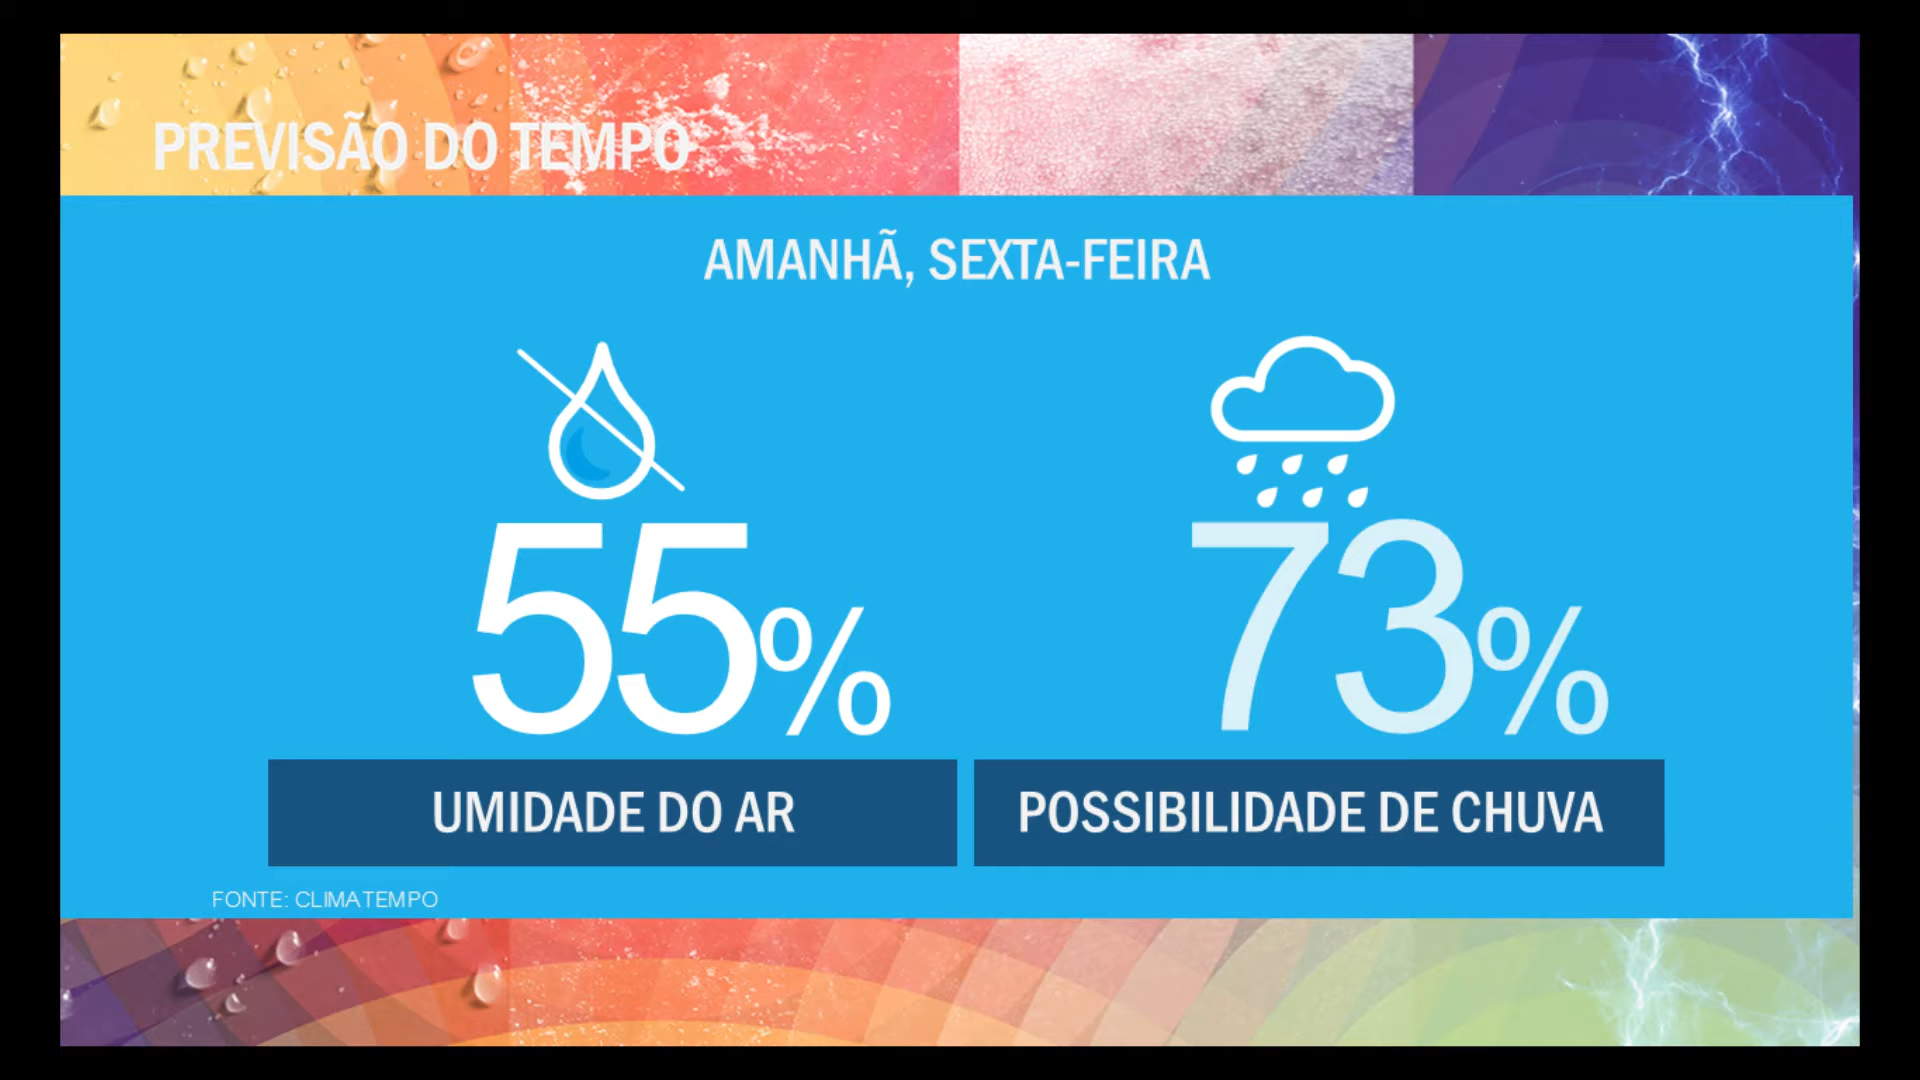 PREVISÃO DO TEMPO
AMANHÃ, SEXTA-FEIRA
55%
73%
UMIDADE DO AR
POSSIBILIDADE DE CHUVA
FONTE: CLIMATEMPO